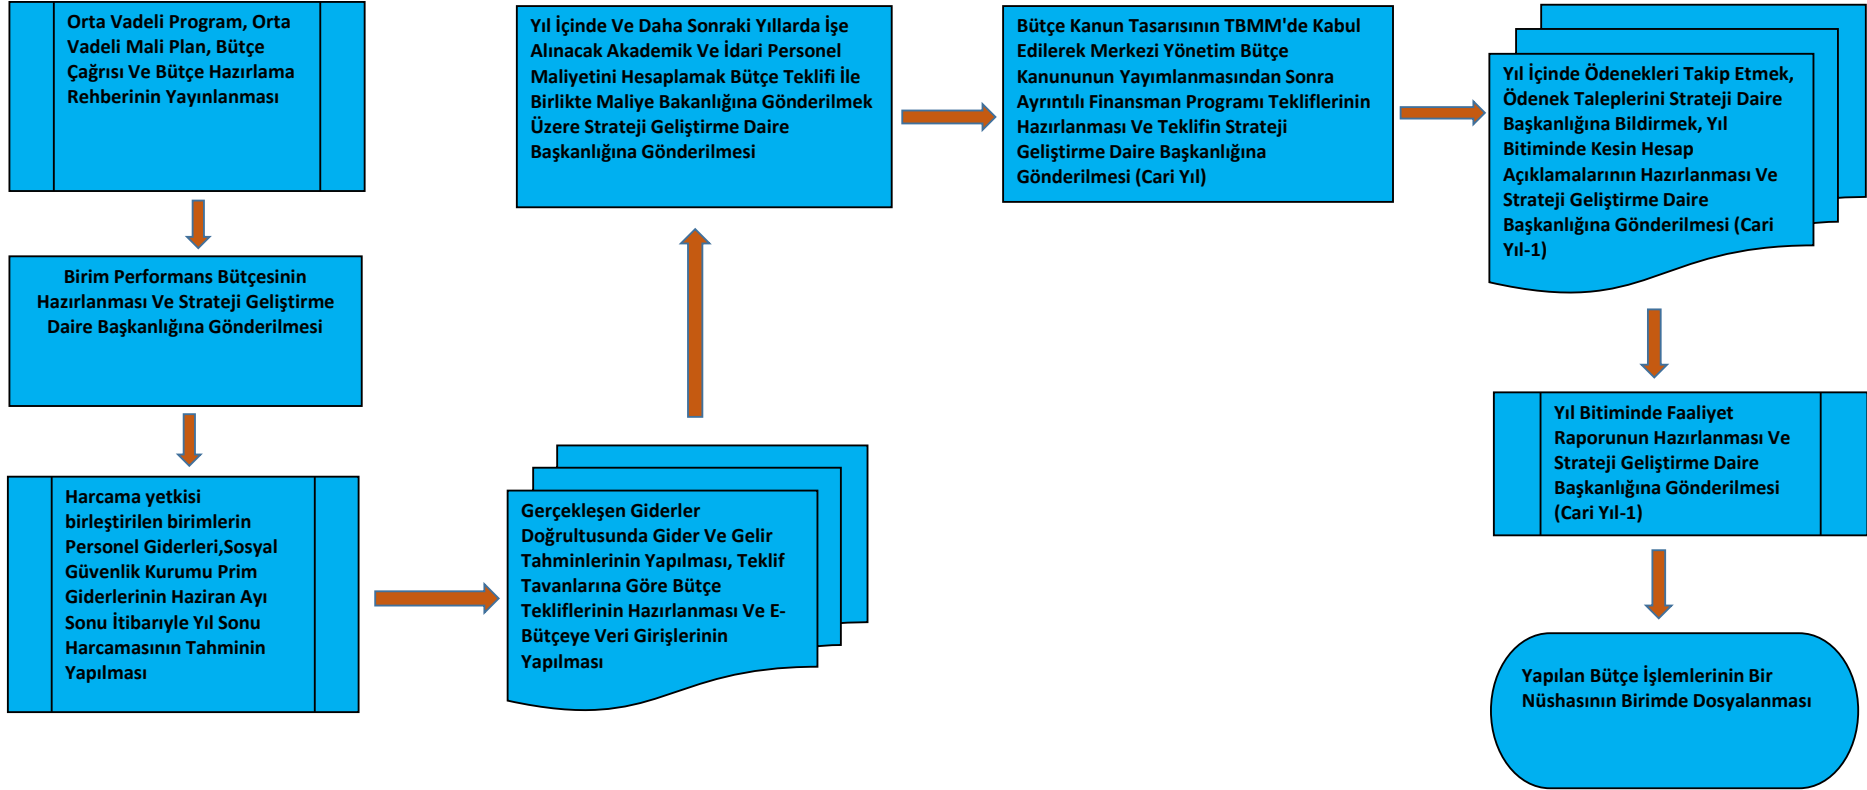 Orta Vadeli Program, Orta
Vadeli Mali Plan, Bütçe
Çağrısı Ve Bütçe Hazırlama
Rehberinin Yayınlanması
Birim Performans Bütçesinin
Hazırlanması Ve Strateji Geliştirme
Daire Başkanlığına Gönderilmesi
Harcama yetkisi
birleştirilen birimlerin
Personel Giderleri,Sosyal
Güvenlik Kurumu Prim
Giderlerinin Haziran Ayı
Sonu İtibarıyle Yıl Sonu
Harcamasının Tahminin
Yapılması
Gerçekleşen Giderler
Doğrultusunda Gider Ve Gelir
Tahminlerinin Yapılması, Teklif
Tavanlarına Göre Bütçe
Tekliflerinin Hazırlanması Ve E-
Bütçeye Veri Girişlerinin
Yapılması
Yıl İçinde Ve Daha Sonraki Yıllarda İşe
Alınacak Akademik Ve İdari Personel
Maliyetini Hesaplamak Bütçe Teklifi İle
Birlikte Maliye Bakanlığına Gönderilmek
Üzere Strateji Geliştirme Daire
Başkanlığına Gönderilmesi
Bütçe Kanun Tasarısının TBMM'de Kabul
Edilerek Merkezi Yönetim Bütçe
Kanununun Yayımlanmasından Sonra
Ayrıntılı Finansman Programı Tekliflerinin
Hazırlanması Ve Teklifin Strateji
Geliştirme Daire Başkanlığına
Gönderilmesi (Cari Yıl)
Yıl İçinde Ödenekleri Takip Etmek,
Ödenek Taleplerini Strateji Daire
Başkanlığına Bildirmek, Yıl
Bitiminde Kesin Hesap
Açıklamalarının Hazırlanması Ve
Strateji Geliştirme Daire
Başkanlığına Gönderilmesi (Cari
Yıl-1)
Yıl Bitiminde Faaliyet
Raporunun Hazırlanması Ve
Strateji Geliştirme Daire
Başkanlığına Gönderilmesi
(Cari Yıl-1)
Yapılan Bütçe İşlemlerinin Bir
Nüshasının Birimde Dosyalanması